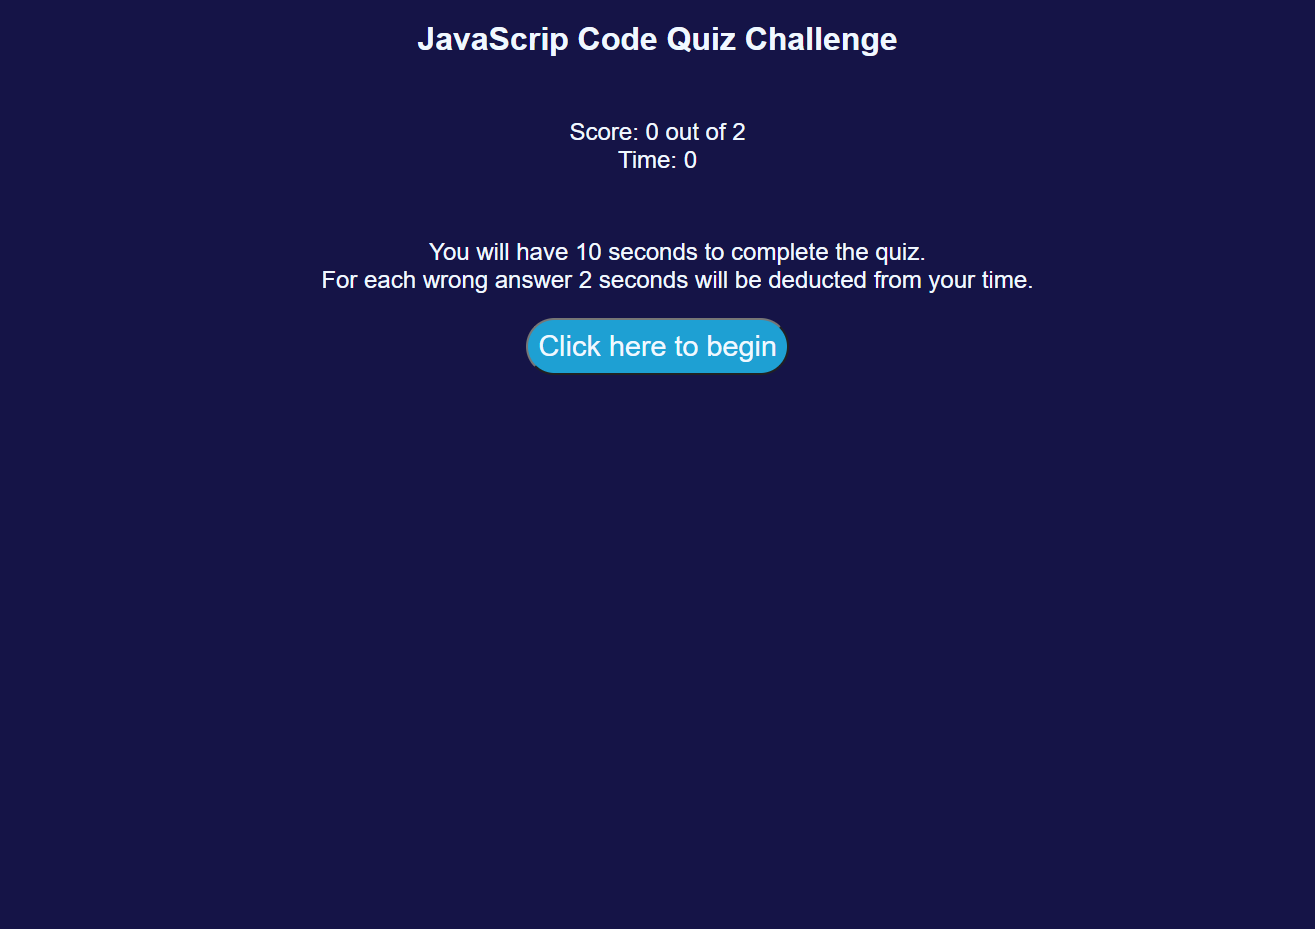 JavaScrip Code Quiz Challenge
Score: 0 out of 2
Time: 0
You will have 10 seconds to complete the quiz.
For each wrong answer 2 seconds will be deducted from your time.
Click here to begin